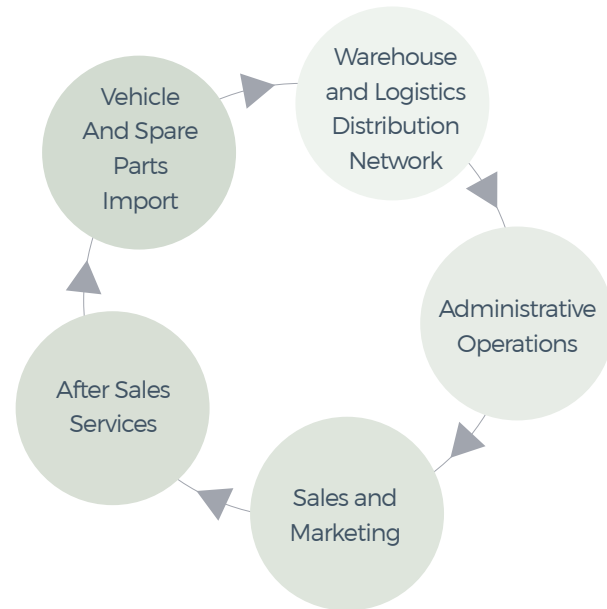 Vehicle
And Spare
Parts
Import
Warehouse
and Logistics
Distribution
Network
Administrative
Operations
Sales and
Marketing
After Sales
Services